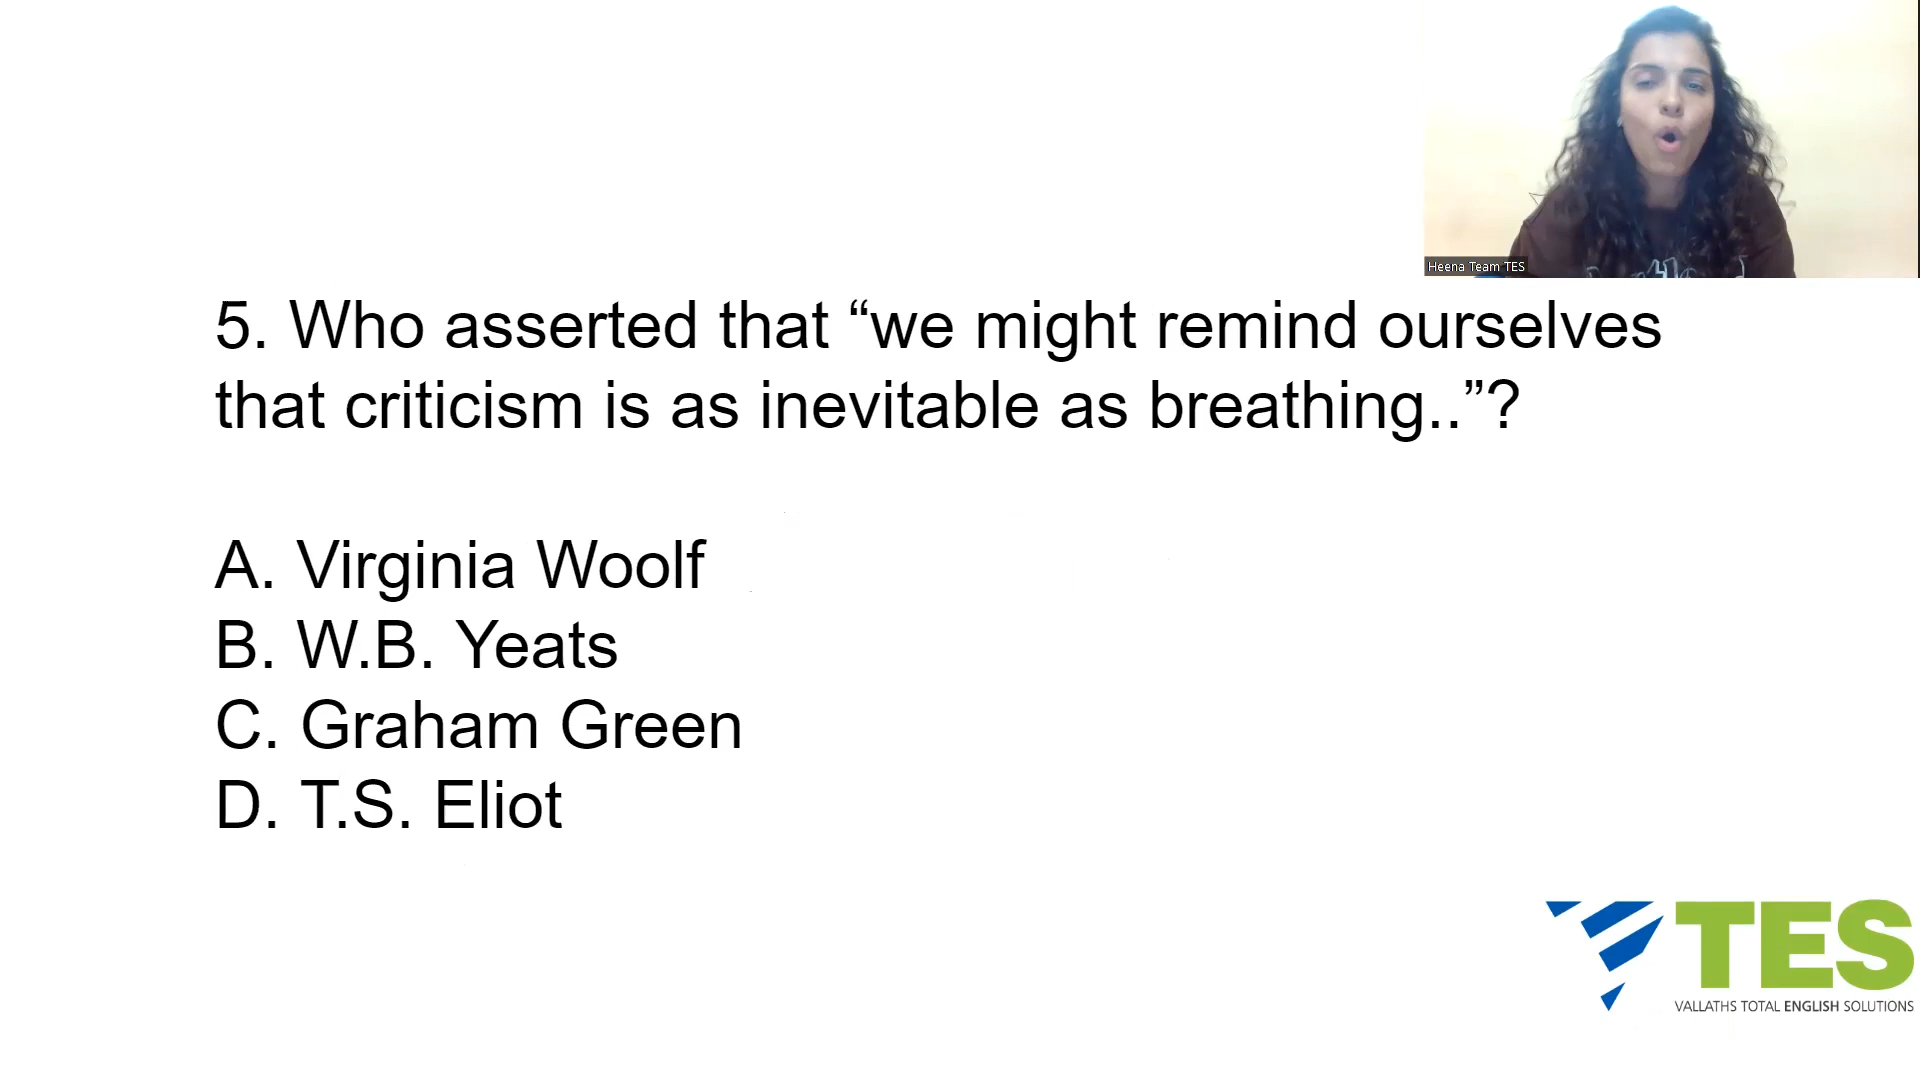 Heena Team TES
5. Who asserted that “we might remind ourselves
that criticism is as inevitable as breathing..”?
A. Virginia Woolf
B. W.B. Yeats
C. Graham Green
D. T.S. Eliot
TES
VALLATHS TOTAL ENGLISH SOLUTIONS